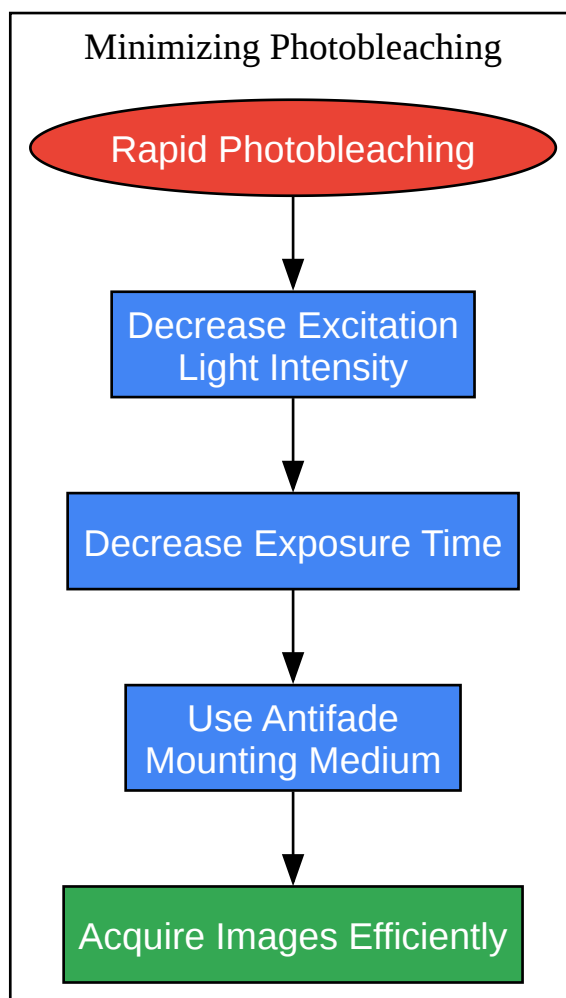 Minimizing Photobleaching
Rapid Photobleaching
Decrease Excitation
Light Intensity
Decrease Exposure Time
Use Antifade
Mounting Medium
Acquire Images Efficiently